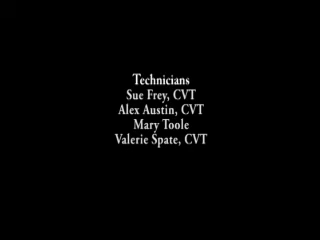 Technicians
Sue Frey, CVT
Alex Austin, CVT
Mary Toole
Valerie Spate, CVT